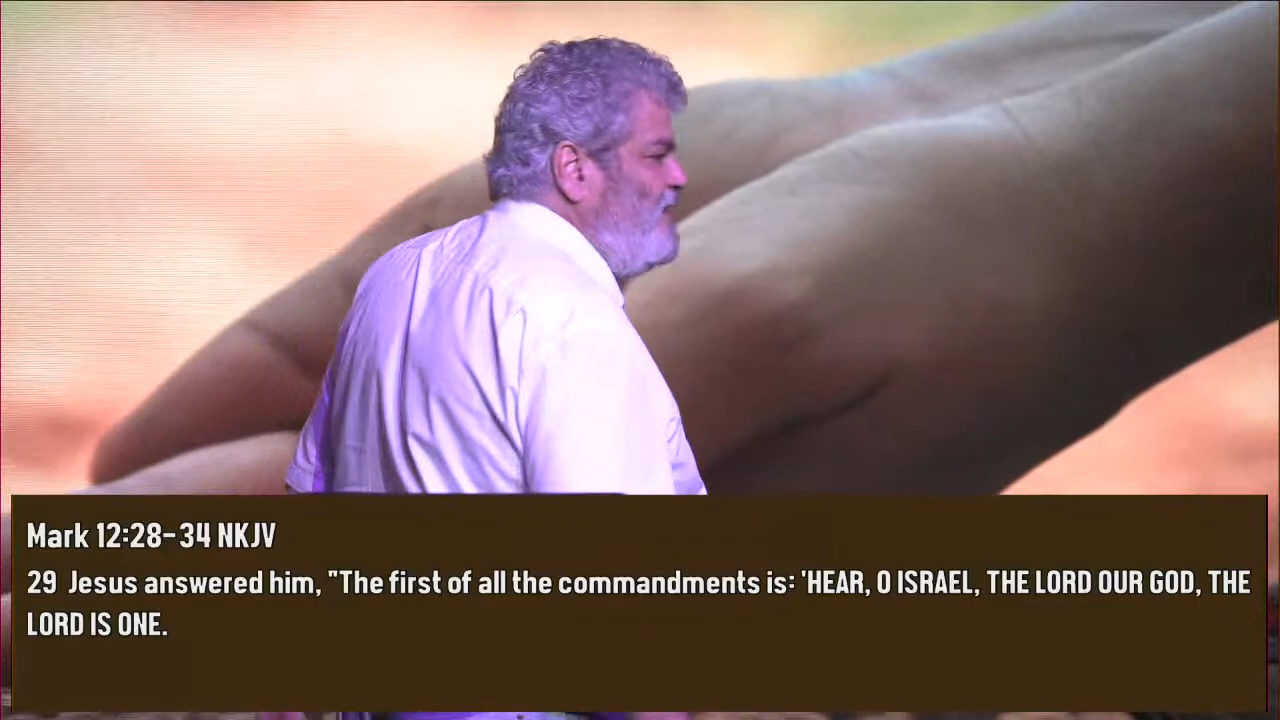 Mark 12:28-34 NKJV
29 Jesus answered him, "The first of all the commandments is: 'HEAR, O ISRAEL, THE LORD OUR GOD, THE
LORD IS ONE.